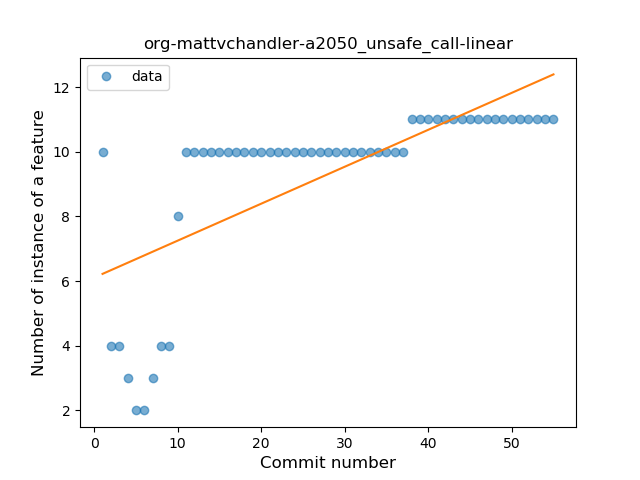 org-mattvchandler-a2050_unsafe_call-linear
data
Number of instance of a feature
12
10
8
6
4
2
0 10 20 30 40 50
Commit number